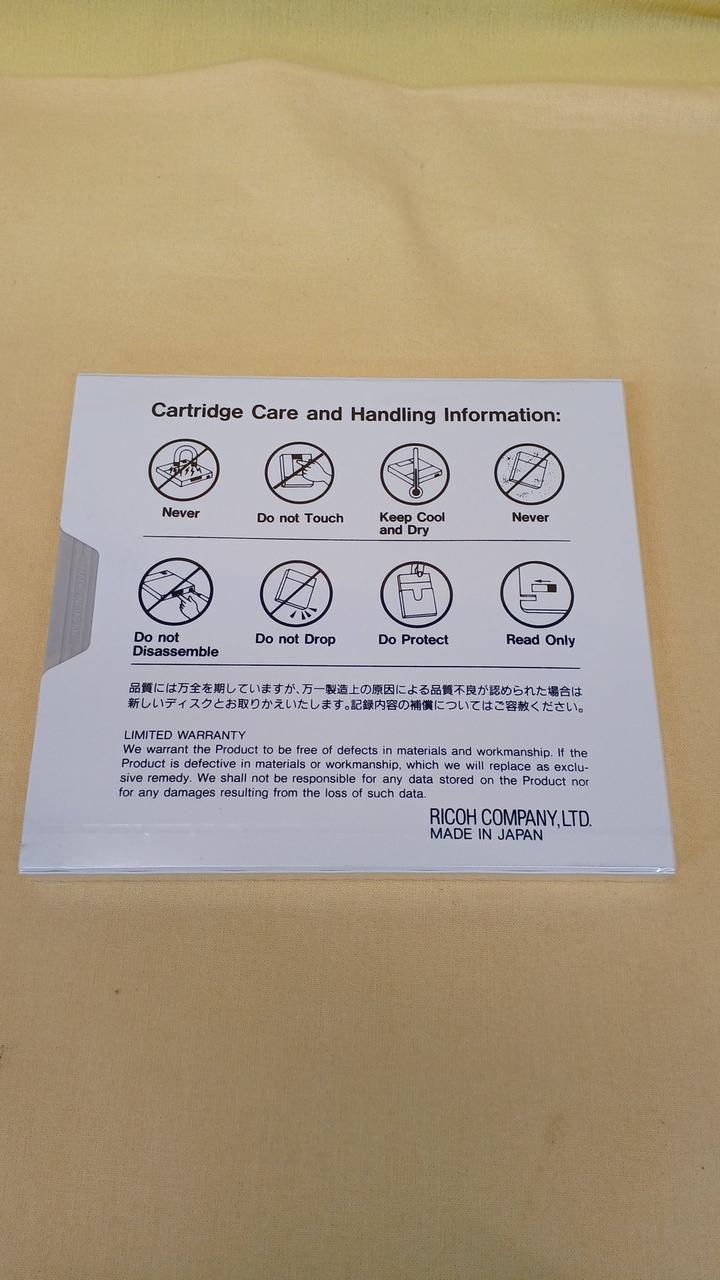 Cartridge Care and Handling Information:
Never
Do not Touch
Keep Cool
and Dry
Never
Do not
Disassemble
Do not Drop
Do Protect
Read Only
品質には万全を期していますが、万一製造上の原因による品質不良が認められた場合は
新しいディスクとお取りかえいたします。記録内容の補償についてはご容赦ください。
LIMITED WARRANTY
We warrant the Product to be free of defects in materials and workmanship. If the
Product is defective in materials or workmanship, which we will replace as exclu-
sive remedy. We shall not be responsible for any data stored on the Product nor
for any damages resulting from the loss of such data.
RICOH COMPANY,LTD.
MADE IN JAPAN